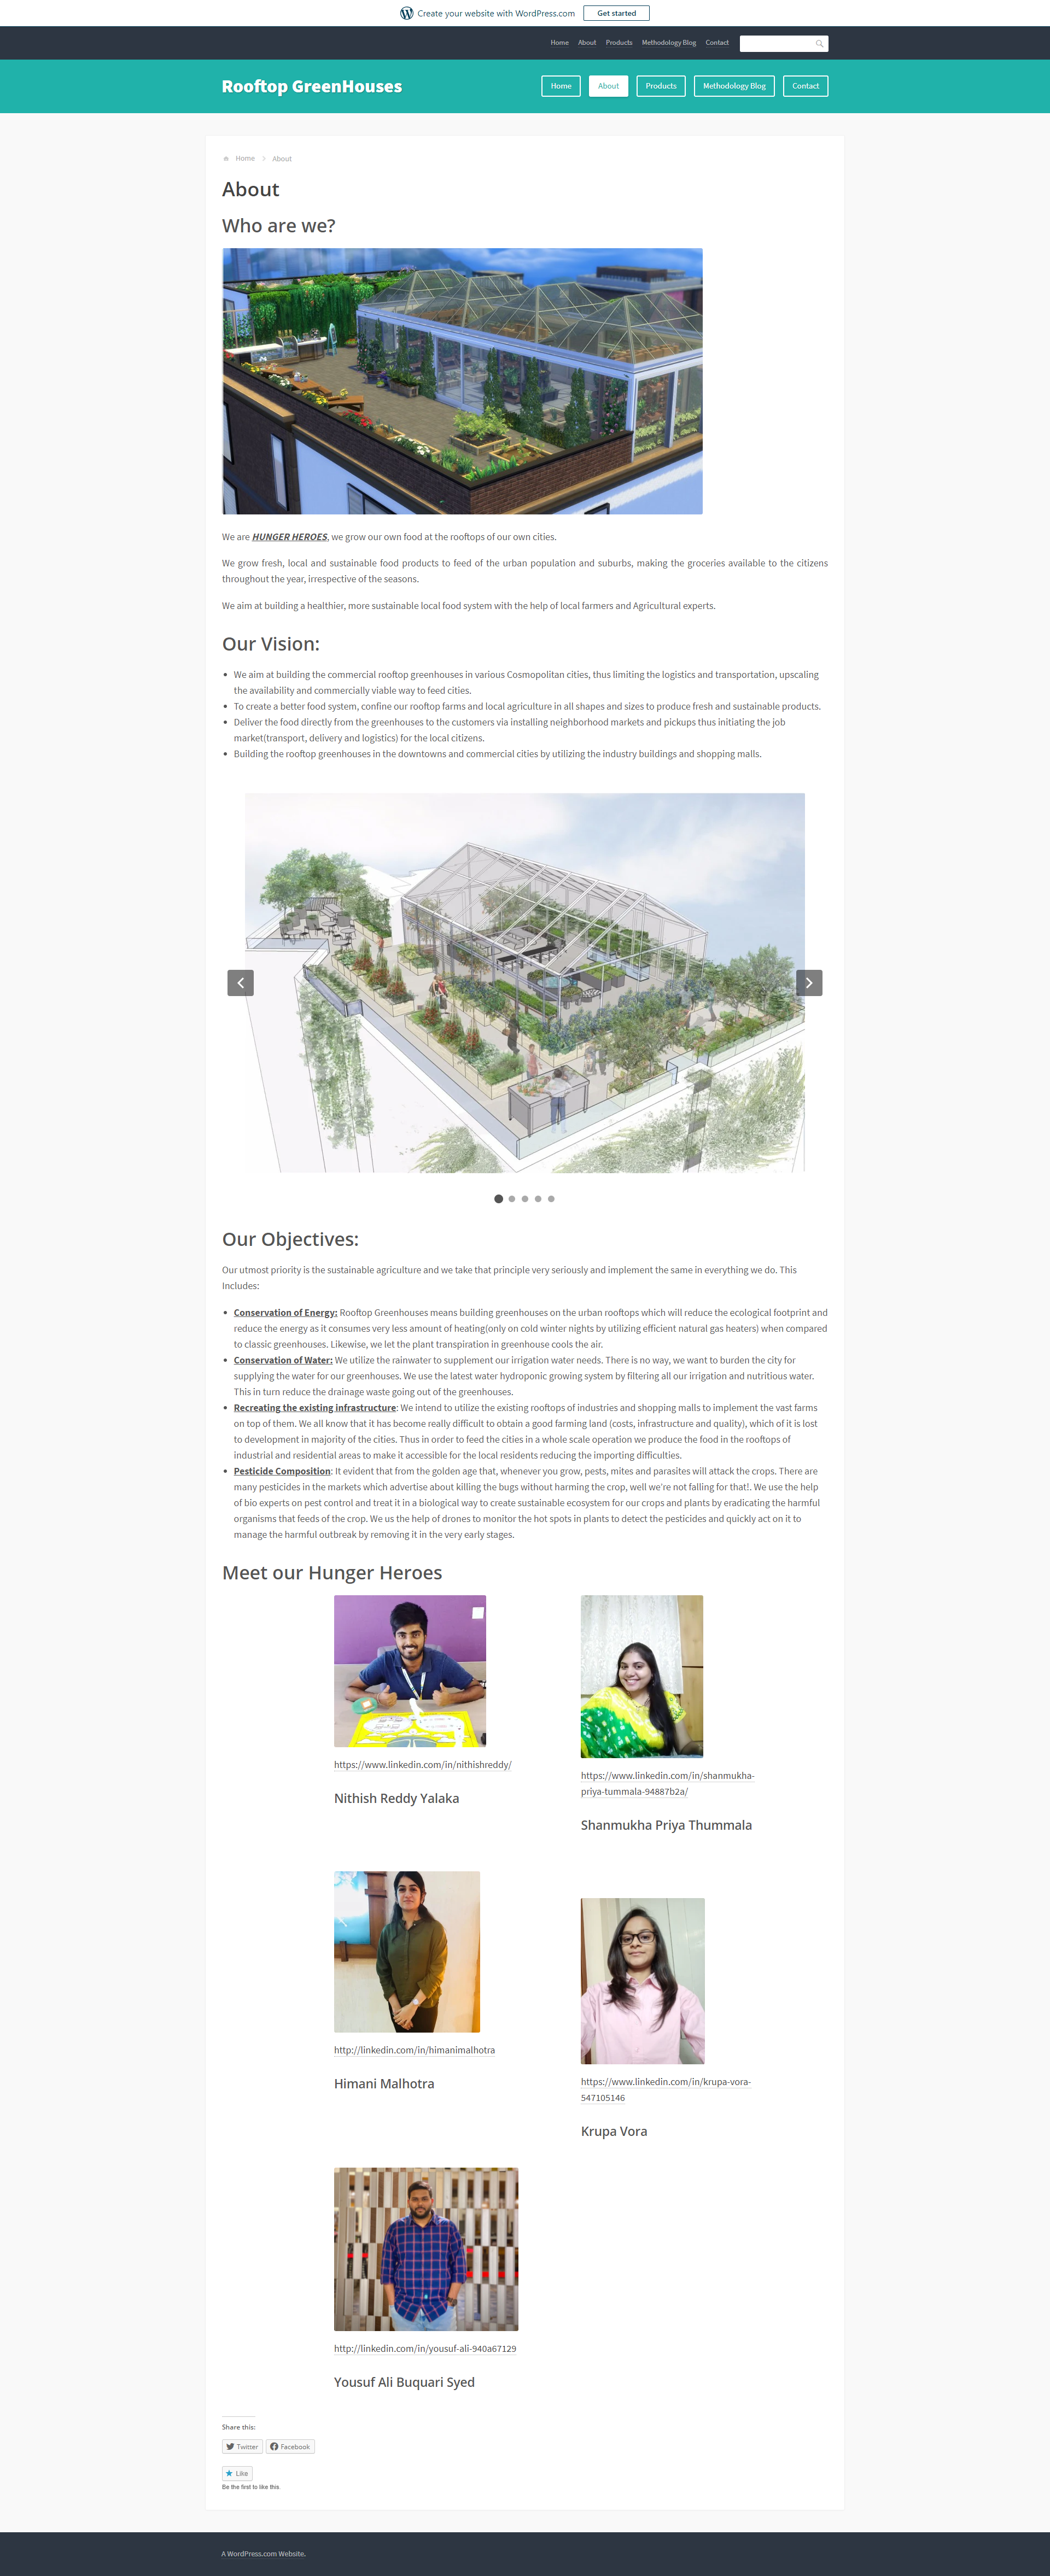 Create your website with WordPress.com
Get started
Home About Products Methodology Blog Contact
Rooftop GreenHouses
Home About Products Methodology Blog Contact
Home > About
About
Who are we?
We are HUNGER HEROES, we grow our own food at the rooftops of our own cities.
We grow fresh, local and sustainable food products to feed of the urban population and suburbs, making the groceries available to the citizens
throughout the year, irrespective of the seasons.
We aim at building a healthier, more sustainable local food system with the help of local farmers and Agricultural experts.
Our Vision:
• We aim at building the commercial rooftop greenhouses in various Cosmopolitan cities, thus limiting the logistics and transportation, upscaling
the availability and commercially viable way to feed cities.
• To create a better food system, confine our rooftop farms and local agriculture in all shapes and sizes to produce fresh and sustainable products.
• Deliver the food directly from the greenhouses to the customers via installing neighborhood markets and pickups thus initiating the job
market(transport, delivery and logistics) for the local citizens.
• Building the rooftop greenhouses in the downtowns and commercial cities by utilizing the industry buildings and shopping malls.
Our Objectives:
Our utmost priority is the sustainable agriculture and we take that principle very seriously and implement the same in everything we do. This
Includes:
• Conservation of Energy: Rooftop Greenhouses means building greenhouses on the urban rooftops which will reduce the ecological footprint and
reduce the energy as it consumes very less amount of heating(only on cold winter nights by utilizing efficient natural gas heaters) when compared
to classic greenhouses. Likewise, we let the plant transpiration in greenhouse cools the air.
• Conservation of Water: We utilize the rainwater to supplement our irrigation water needs. There is no way, we want to burden the city for
supplying the water for our greenhouses. We use the latest water hydroponic growing system by filtering all our irrigation and nutritious water.
This in turn reduce the drainage waste going out of the greenhouses.
• Recreating the existing infrastructure: We intend to utilize the existing rooftops of industries and shopping malls to implement the vast farms
on top of them. We all know that it has become really difficult to obtain a good farming land (costs, infrastructure and quality), which of it is lost
to development in majority of the cities. Thus in order to feed the cities in a whole scale operation we produce the food in the rooftops of
industrial and residential areas to make it accessible for the local residents reducing the importing difficulties.
• Pesticide Composition: It evident that from the golden age that, whenever you grow, pests, mites and parasites will attack the crops. There are
many pesticides in the markets which advertise about killing the bugs without harming the crop, well we're not falling for that!. We use the help
of bio experts on pest control and treat it in a biological way to create sustainable ecosystem for our crops and plants by eradicating the harmful
organisms that feeds of the crop. We us the help of drones to monitor the hot spots in plants to detect the pesticides and quickly act on it to
manage the harmful outbreak by removing it in the very early stages.
Meet our Hunger Heroes
https://www.linkedin.com/in/nithishreddy/
Nithish Reddy Yalaka
https://www.linkedin.com/in/shanmukha-
priya-tummala-94887b2a/
Shanmukha Priya Thummala
http://linkedin.com/in/himanimalhotra
Himani Malhotra
https://www.linkedin.com/in/krupa-vora-
547105146
Krupa Vora
http://linkedin.com/in/yousuf-ali-940a67129
Yousuf Ali Buquari Syed
Share this:
Twitter Facebook
Like
Be the first to like this.
A WordPress.com Website.